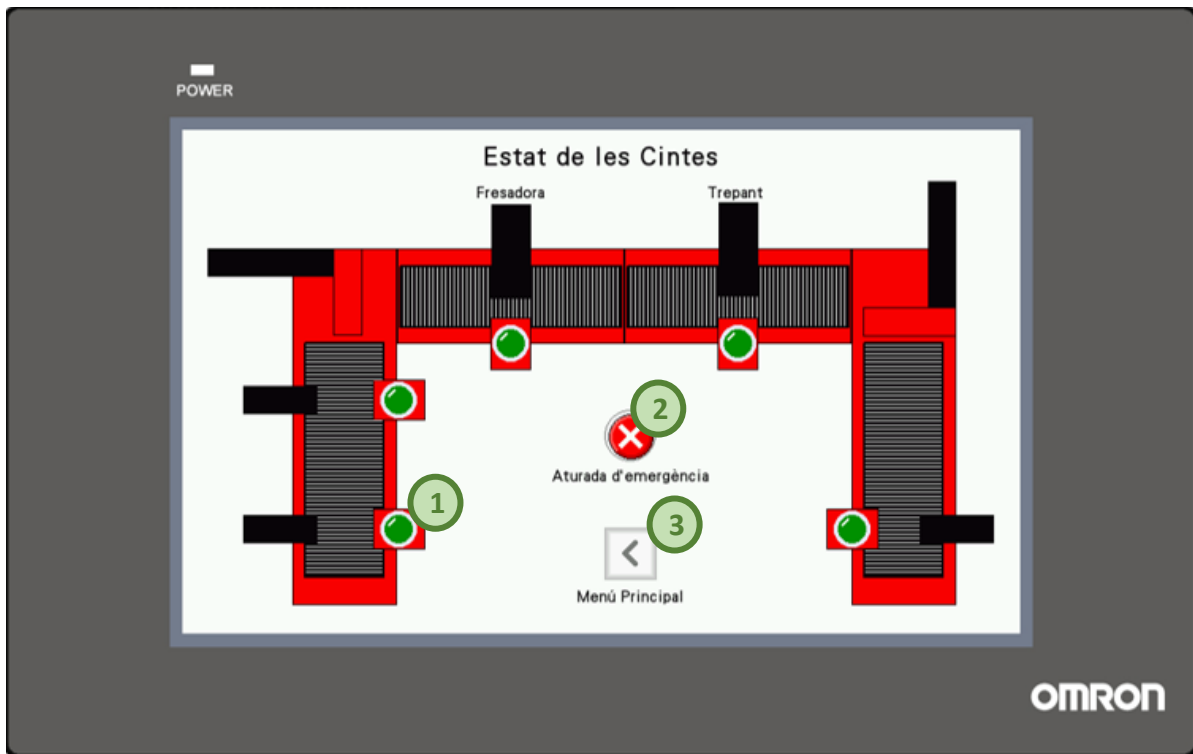 POWER
Estat de les Cintes
Fresadora
Trepant
2
Aturada d'emergència
1
3
Menú Principal
OMRON